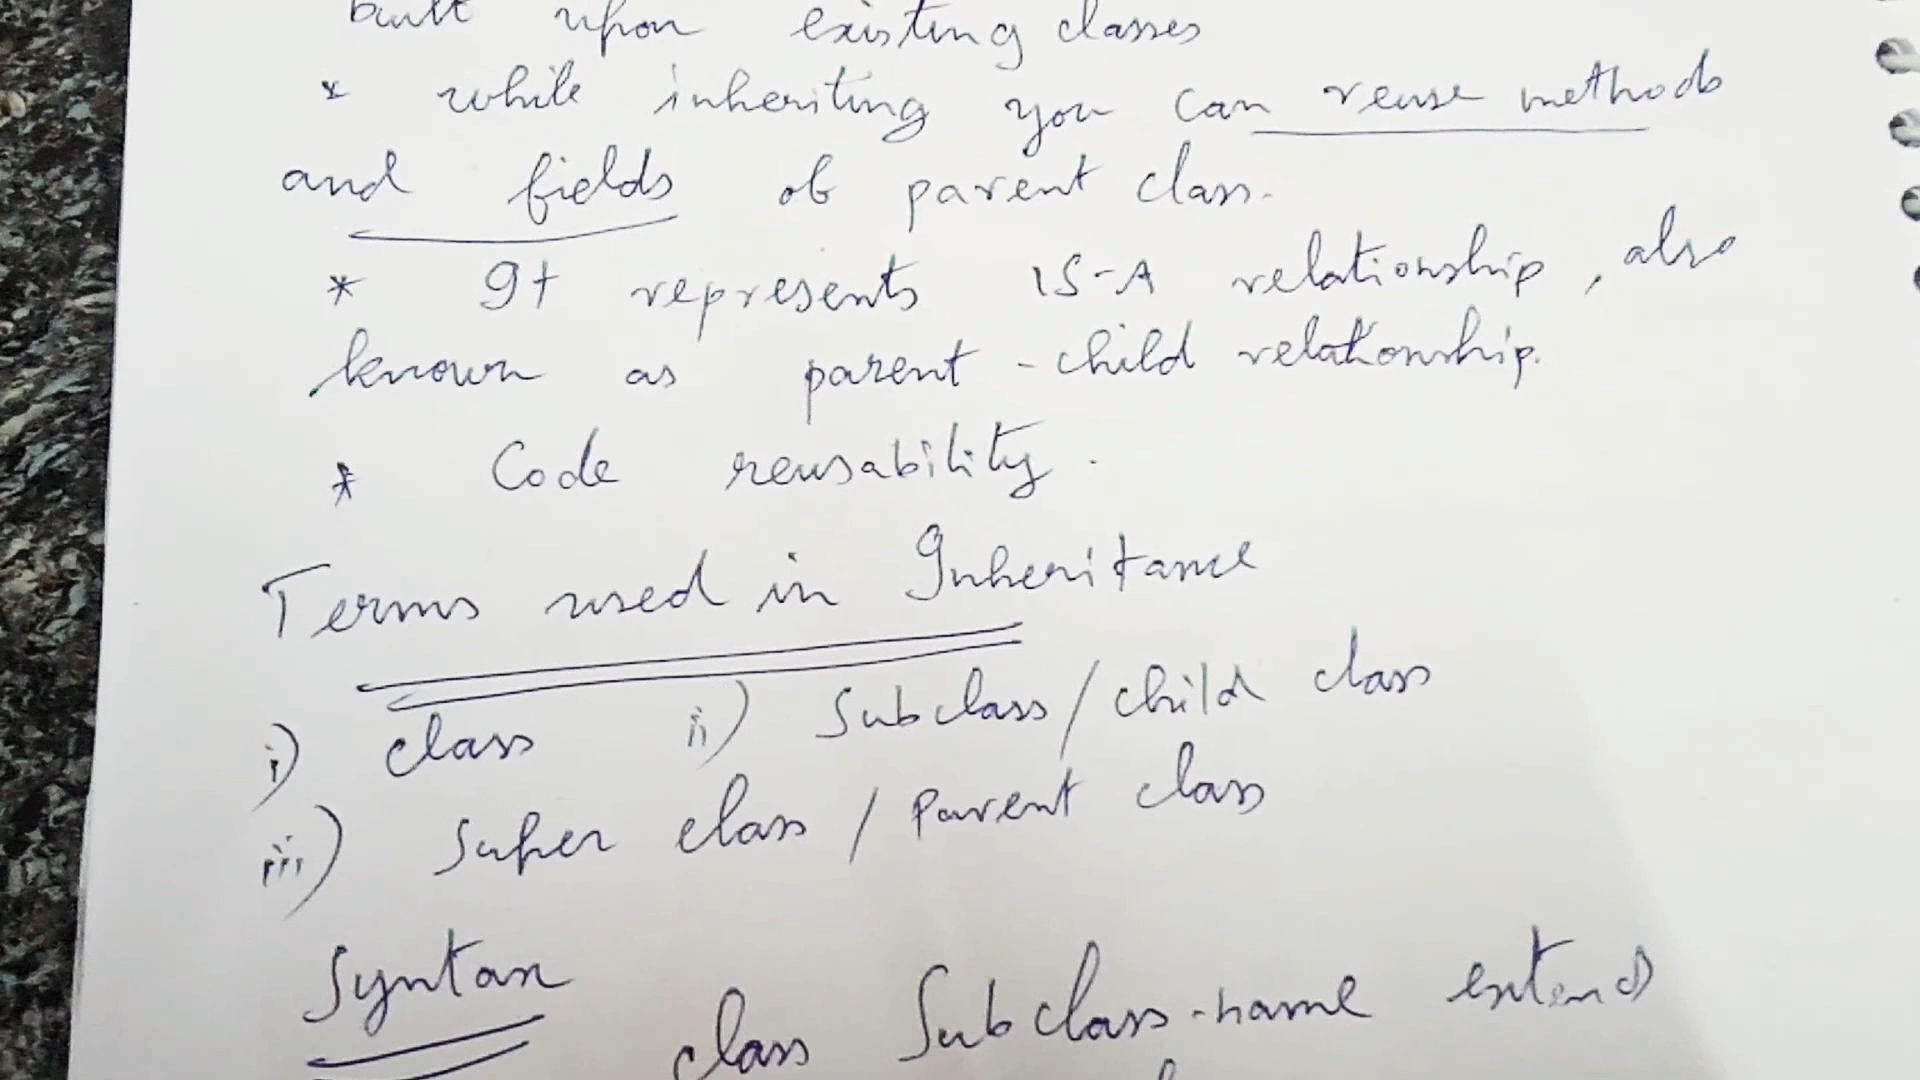 built upon existing classes
* while inheriting you can reuse methods
and fields of parent class.
* It represents IS-A relationship, also
known as parent-child relationship.
* Code reusability.
Terms used in Inheritance
i) class ii) Subclass/child class
iii) Super class / Parent class
Syntax
class Subclass-name extends